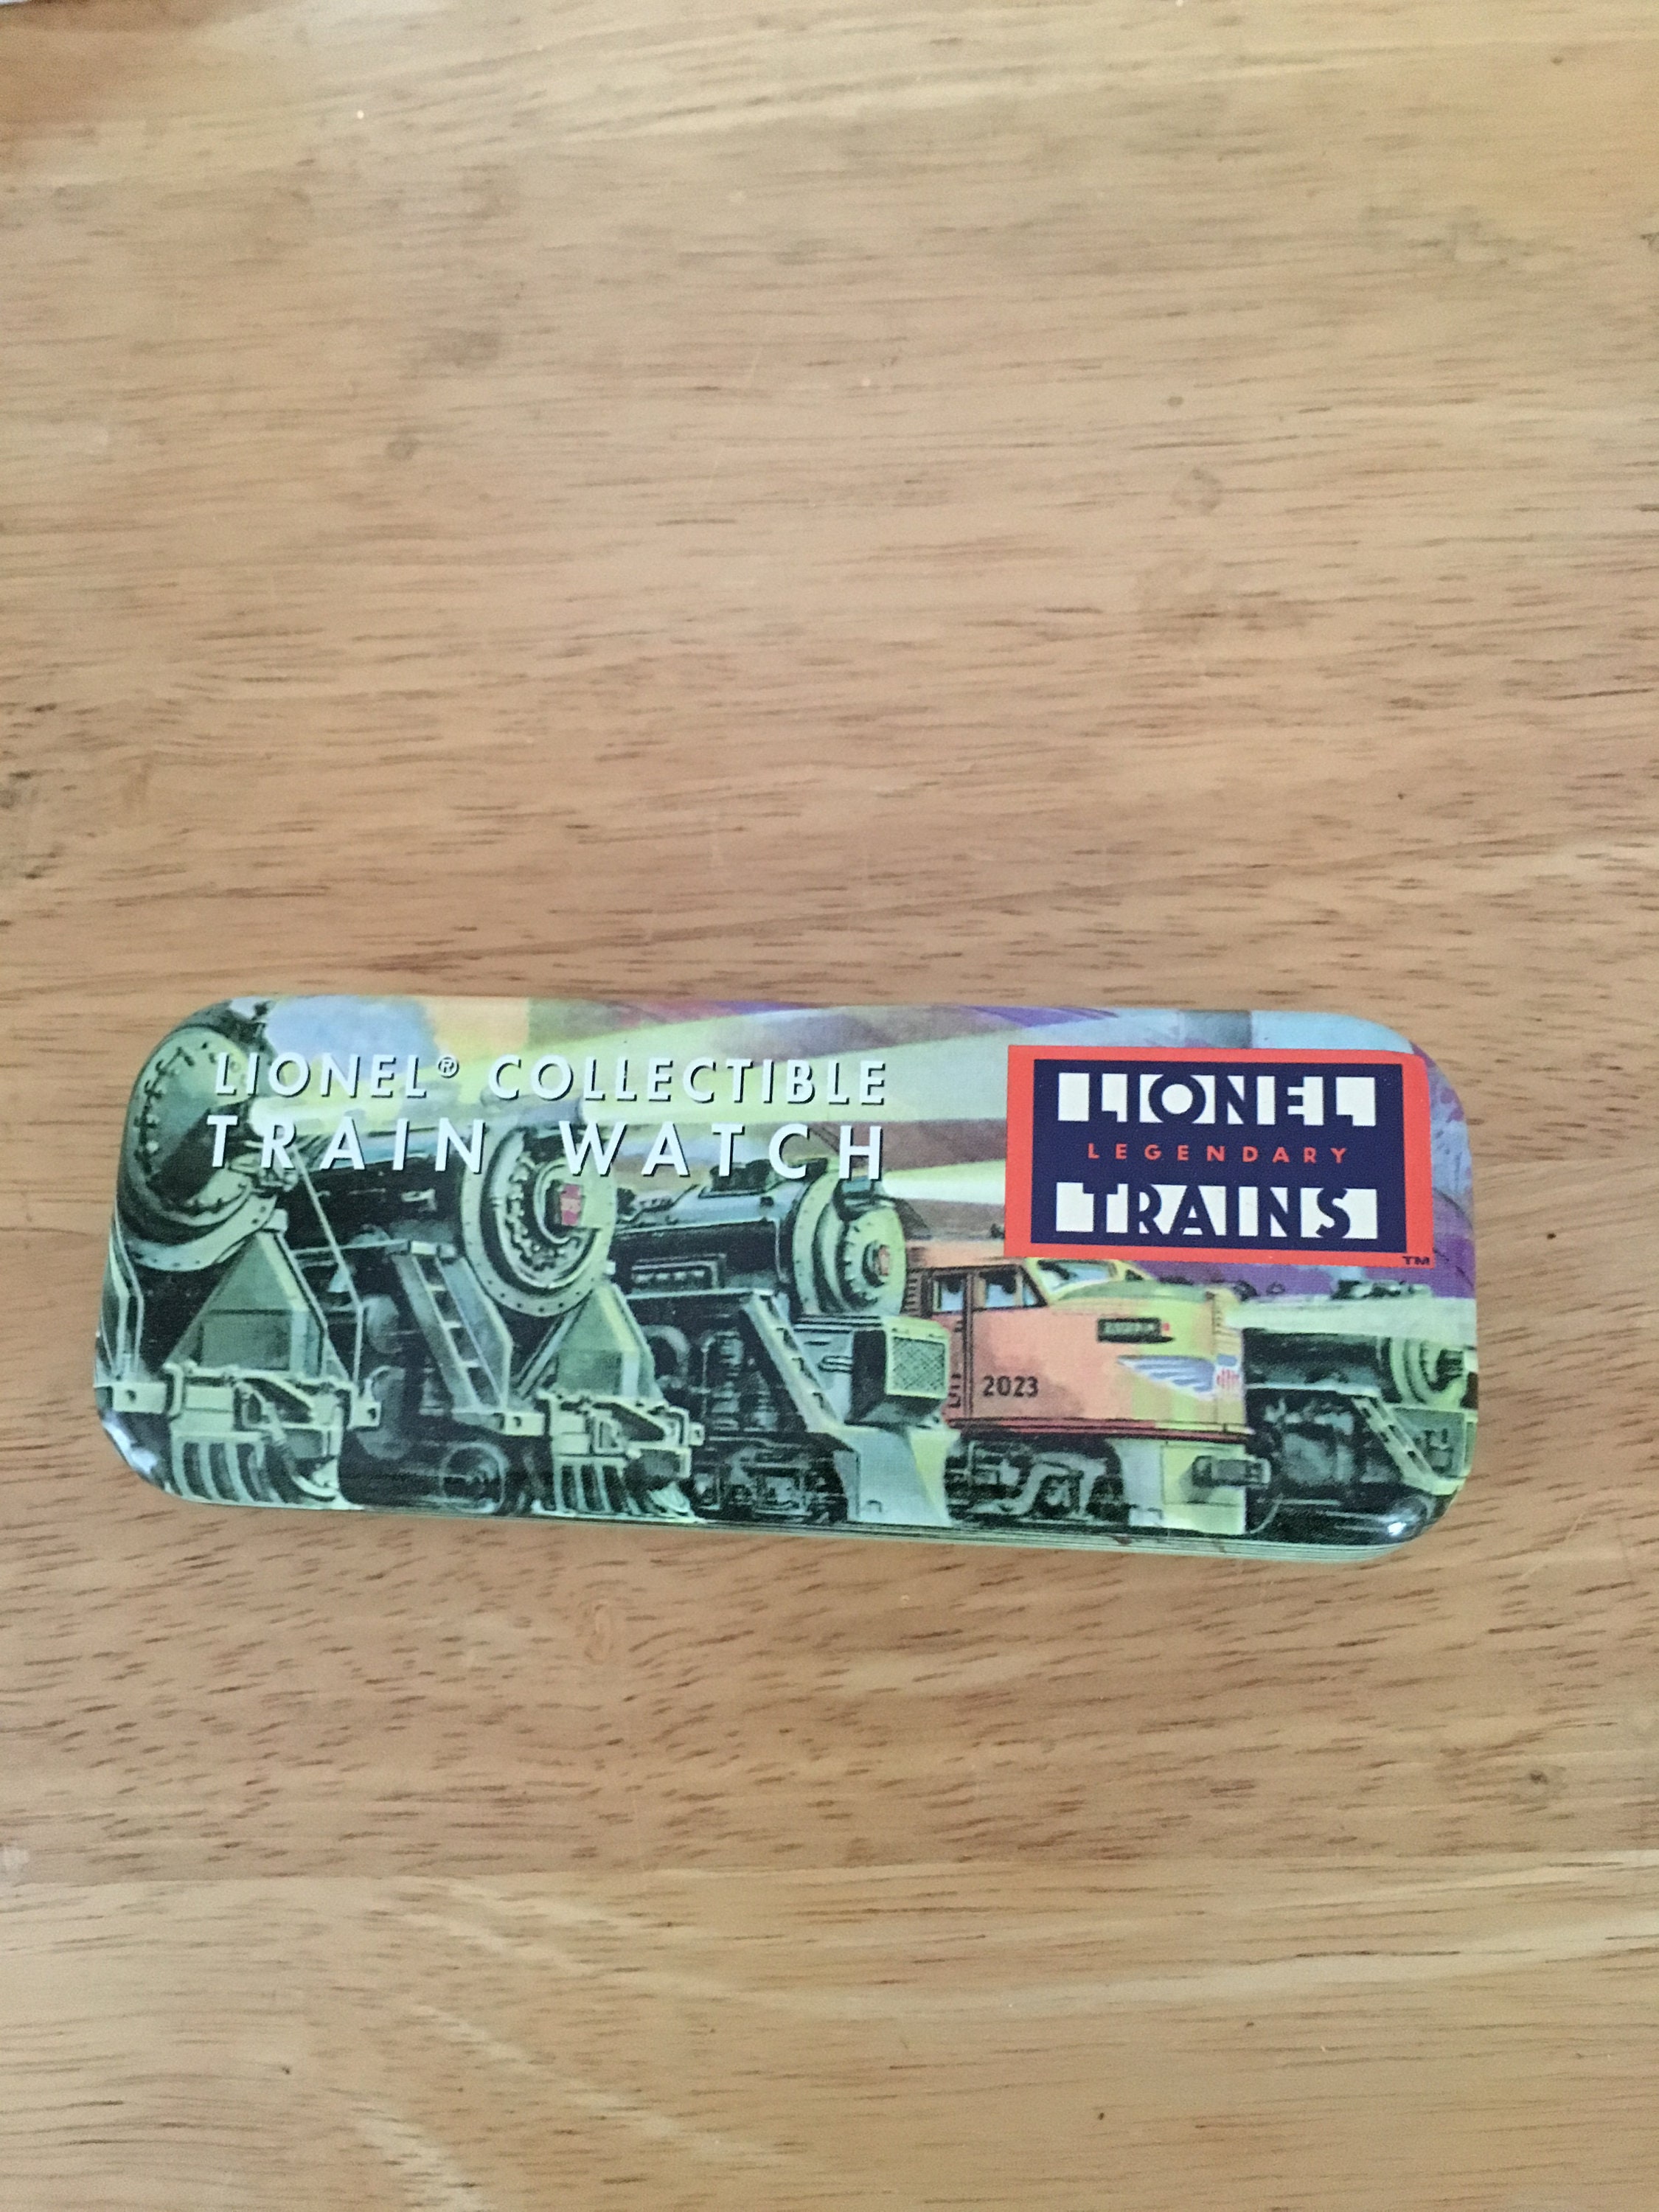 LIONEL® COLLECTIBLE
TRAIN WATCH
LIONEL
LEGENDARY
TRAINS
TM
2023